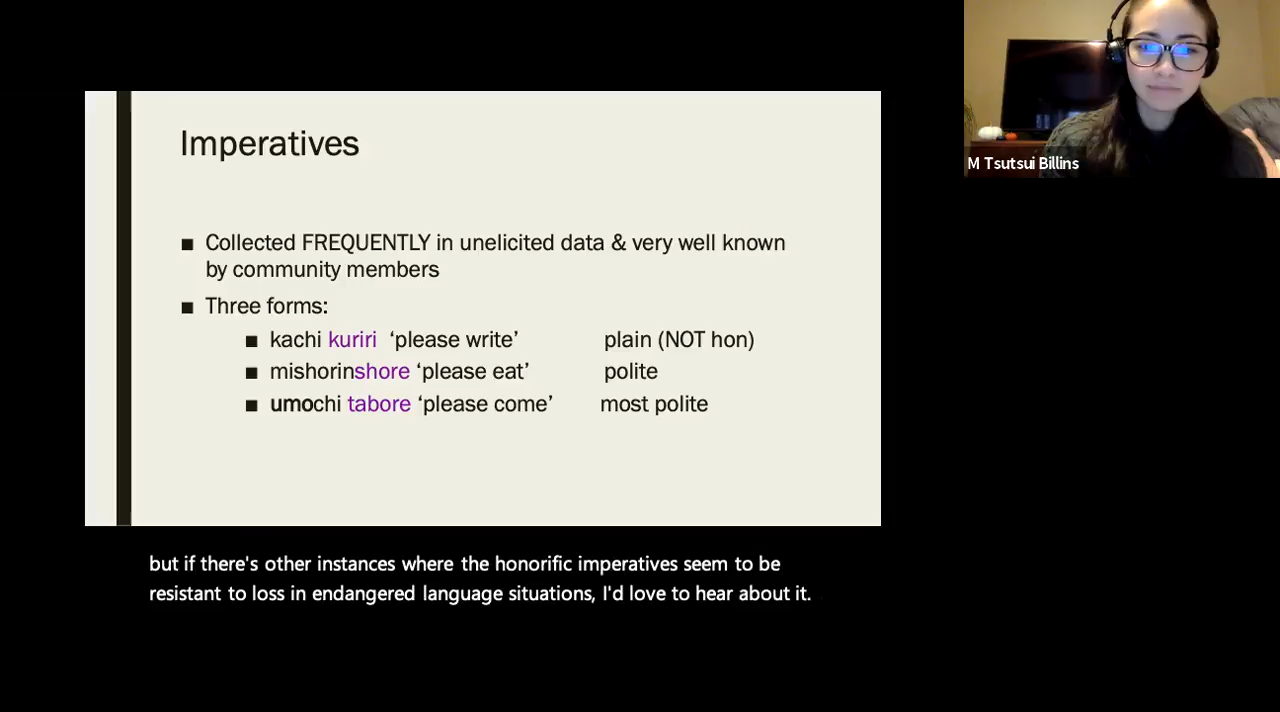 Imperatives
■ Collected FREQUENTLY in unelicited data & very well known
by community members
■ Three forms:
■ kachi kuriri ‘please write’ plain (NOT hon)
■ mishorinshore ‘please eat’ polite
■ umochi tabore ‘please come’ most polite
M Tsutsui Billins
but if there's other instances where the honorific imperatives seem to be
resistant to loss in endangered language situations, I'd love to hear about it.